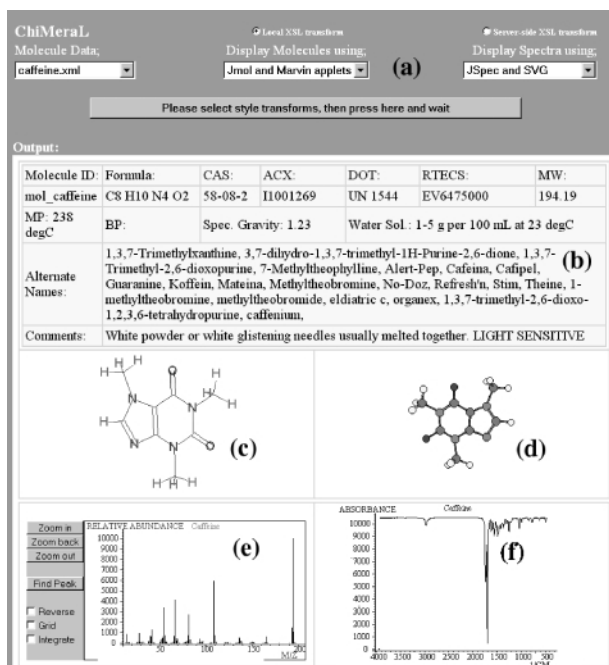 ChiMeraL
Local XSL transform
Server-side XSL transform
Molecule Data;
Display Molecules using;
Display Spectra using;
caffeine.xml
Jmol and Marvin applets
(a)
JSpec and SVG
Please select style transforms, then press here and wait
Output:
Molecule ID: Formula: CAS: ACX: DOT: RTECS: MW:
mol_caffeine C8 H10 N4 O2 58-08-2 I1001269 UN 1544 EV6475000 194.19
MP: 238 degC BP: Spec. Gravity: 1.23 Water Sol.: 1-5 g per 100 mL at 23 degC
Alternate Names:
1,3,7-Trimethylxanthine, 3,7-dihydro-1,3,7-trimethyl-1H-Purine-2,6-dione, 1,3,7-
Trimethyl-2,6-dioxopurine, 7-Methyltheophylline, Alert-Pep, Cafeina, Cafipel,
(b)
Guaranine, Koffein, Mateina, Methyltheobromine, No-Doz, Refresh'n, Stim, Theine, 1-
methyltheobromine, methyltheobromide, eldiatric c, organex, 1,3,7-trimethyl-2,6-dioxo-
1,2,3,6-tetrahydropurine, caffenium,
Comments: White powder or white glistening needles usually melted together. LIGHT SENSITIVE
H H H O H
N N H H
H N N O
H H H
(c)
(d)
Zoom in
Zoom back
Zoom out
Find Peak
Reverse
Grid
Integrate
RELATIVE ABUNDANCE Caffeine
10000
9000
8000
7000
6000
5000
4000
3000
2000
1000
0
50 100 150 200
M/Z
(e)
ABSORBANCE Caffeine
10000
9000
8000
7000
6000
5000
4000
3000
2000
1000
0
4000 3500 3000 2500 2000 1500 1000 500
(f)